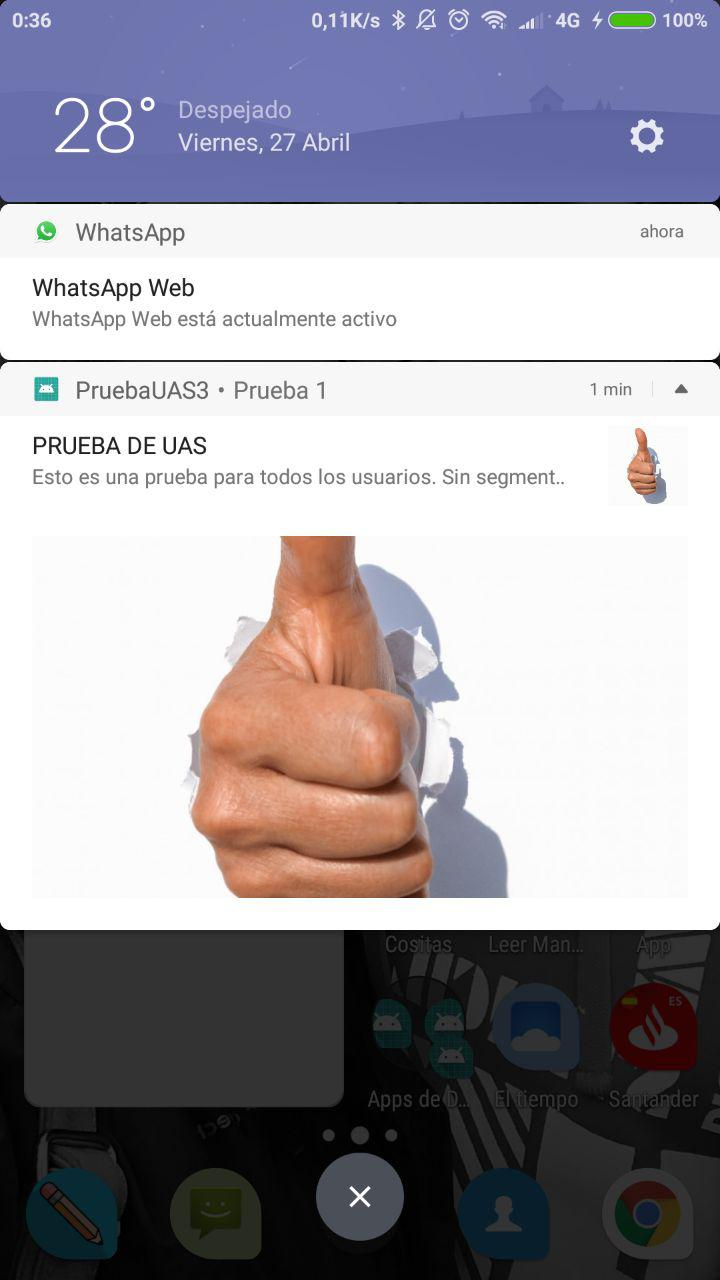 0:36
0,11K/s
4G
100%
28°
Despejado
Viernes, 27 Abril
WhatsApp
ahora
WhatsApp Web
WhatsApp Web está actualmente activo
PruebaUAS3 • Prueba 1
1 min
PRUEBA DE UAS
Esto es una prueba para todos los usuarios. Sin segment..
Cositas
Leer Man...
App
ES
Apps de D...
El tiempo
Santander